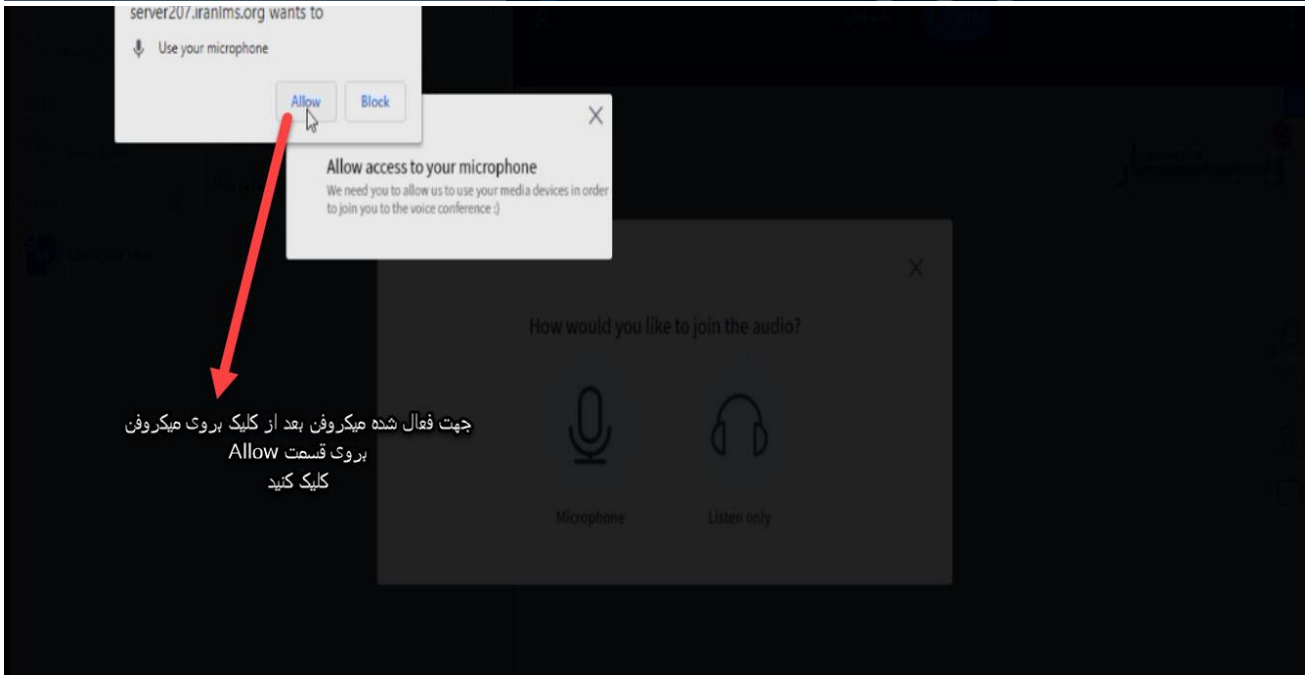 server207.iranlms.org wants to
Use your microphone
Allow
Block
X
Allow access to your microphone
We need you to allow us to use your media devices in order
to join you to the voice conference :)
X
How would you like to join the audio?
Microphone
Listen only
جهت فعال شده میکروفن بعد از کلیک بروی میکروفن
بروی قسمت Allow
کلیک کنید